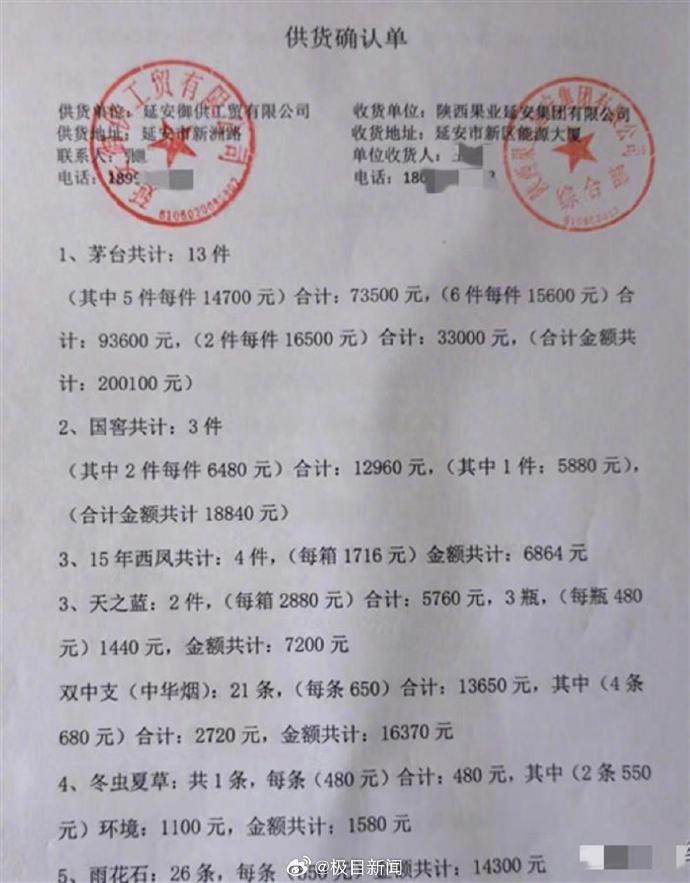 供货确认单
供货单位：延安御供工贸有限公司
收货单位：陕西果业延安集团有限公司
供货地址：延安市新洲路
收货地址：延安市新区能源大厦
联系人：
单位收货人：王
电话：189
电话：186
1、茅台共计：13 件
（其中 5 件每件 14700 元）合计：73500 元，（6 件每件 15600 元）合
计：93600 元，（2 件每件 16500 元）合计：33000 元，（合计金额共
计：200100 元）
2、国窖共计：3 件
（其中 2 件每件 6480 元）合计：12960 元，（其中 1 件：5880 元），
（合计金额共计 18840 元）
3、15 年西凤共计：4 件，（每箱 1716 元）金额共计：6864 元
3、天之蓝：2 件，（每箱 2880 元）合计：5760 元，3 瓶，（每瓶 480
元）1440 元，金额共计：7200 元
双中支（中华烟）：21 条，（每条 650）合计：13650 元，其中（4 条
680 元）合计：2720 元，金额共计：16370 元
4、冬虫夏草：共 1 条，每条（480 元）合计：480 元，其中（2 条 550
元）环境：1100 元，金额共计：1580 元
5、雨花石：26 条，每条（550 元），金额共计：14300 元
@极目新闻